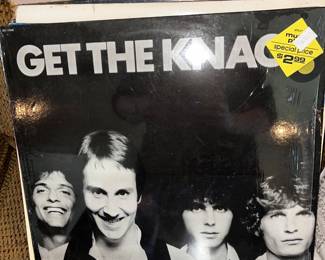 GET THE KNAC
special price
$2.99